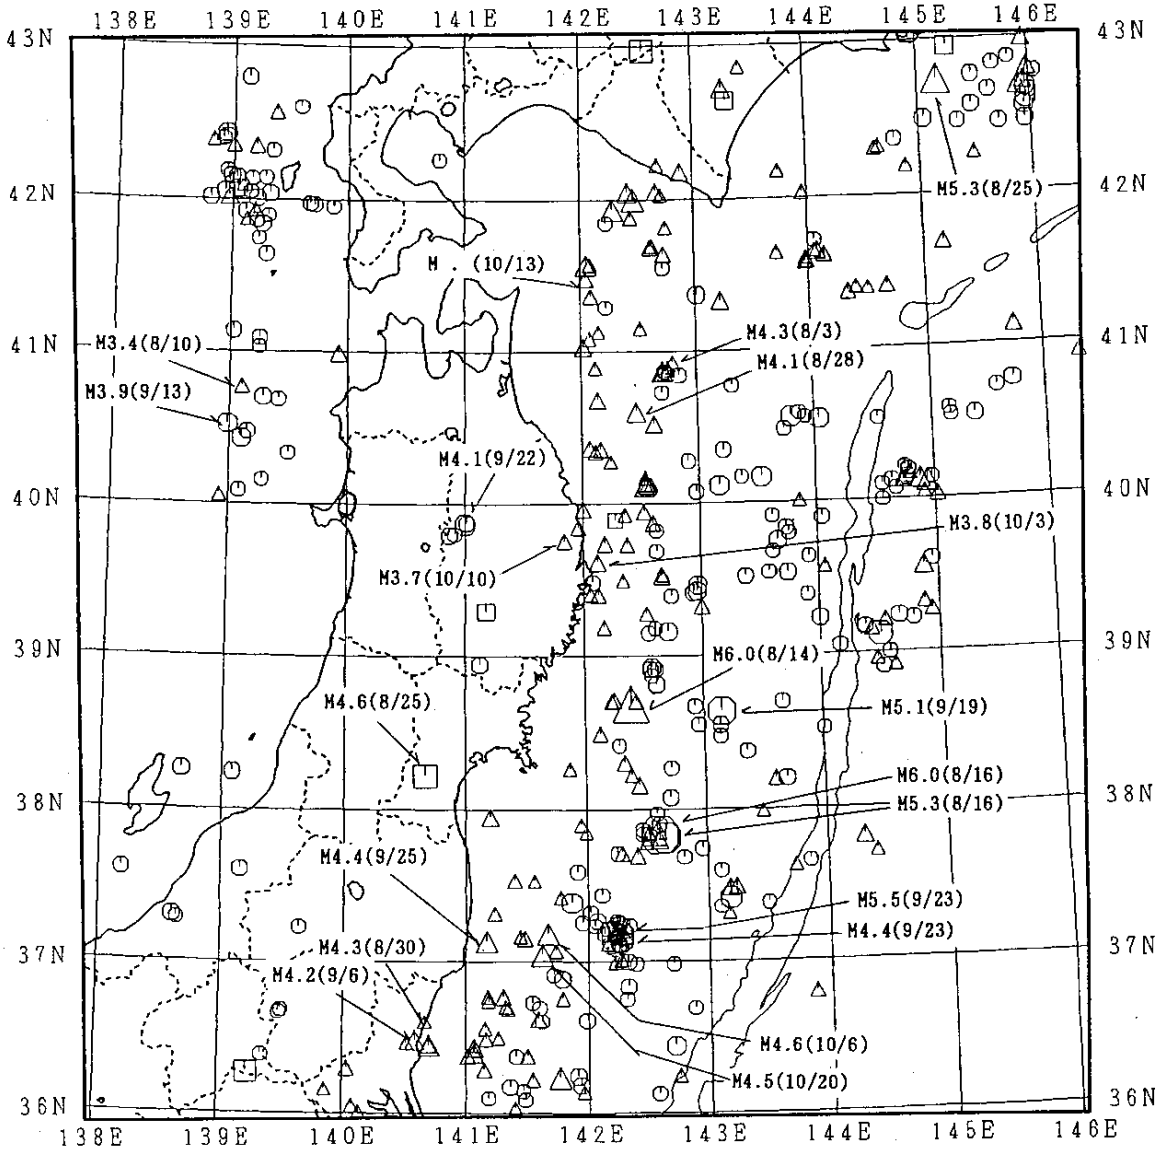 138E 139E 140E 141E 142E 143E 144E 145E 146E
43N 43N
42N 42N
M5.3(8/25)
M . (10/13)
M4.3(8/3)
41N 41N
M3.4(8/10)
M4.1(8/28)
M3.9(9/13)
M4.1(9/22)
40N 40N
M3.8(10/3)
M3.7(10/10)
39N 39N
M6.0(8/14)
M4.6(8/25)
M5.1(9/19)
M6.0(8/16)
38N 38N
M5.3(8/16)
M4.4(9/25)
M5.5(9/23)
M4.4(9/23)
37N 37N
M4.3(8/30)
M4.2(9/6)
M4.6(10/6)
M4.5(10/20)
36N 36N
138E 139E 140E 141E 142E 143E 144E 145E 146E